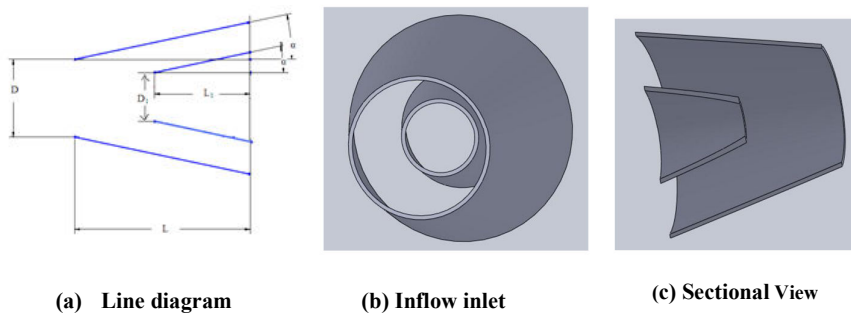 α
α
D
D₁
L₁
L
(a) Line diagram
(b) Inflow inlet
(c) Sectional View